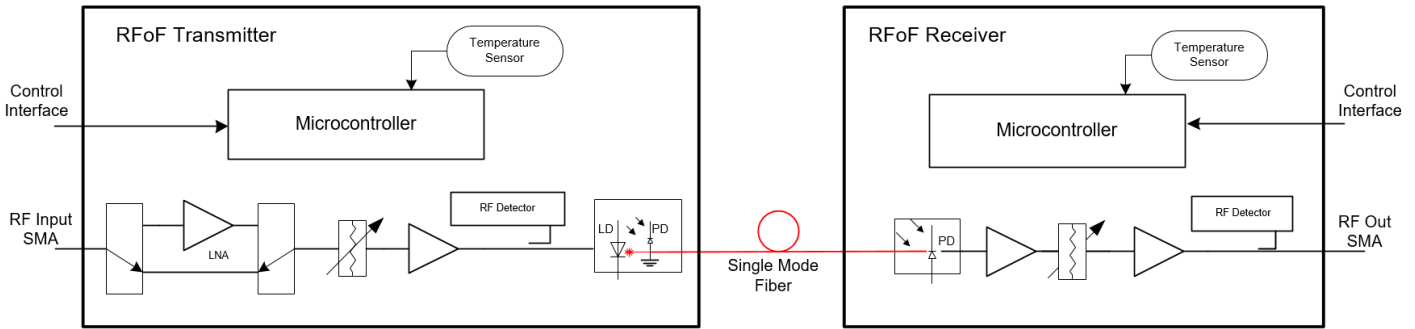 RFoF Transmitter
Temperature
Sensor
Control
Interface
Microcontroller
RF Input
SMA
LNA
RF Detector
LD
PD
Single Mode
Fiber
RFoF Receiver
Temperature
Sensor
Control
Interface
Microcontroller
PD
RF Detector
RF Out
SMA